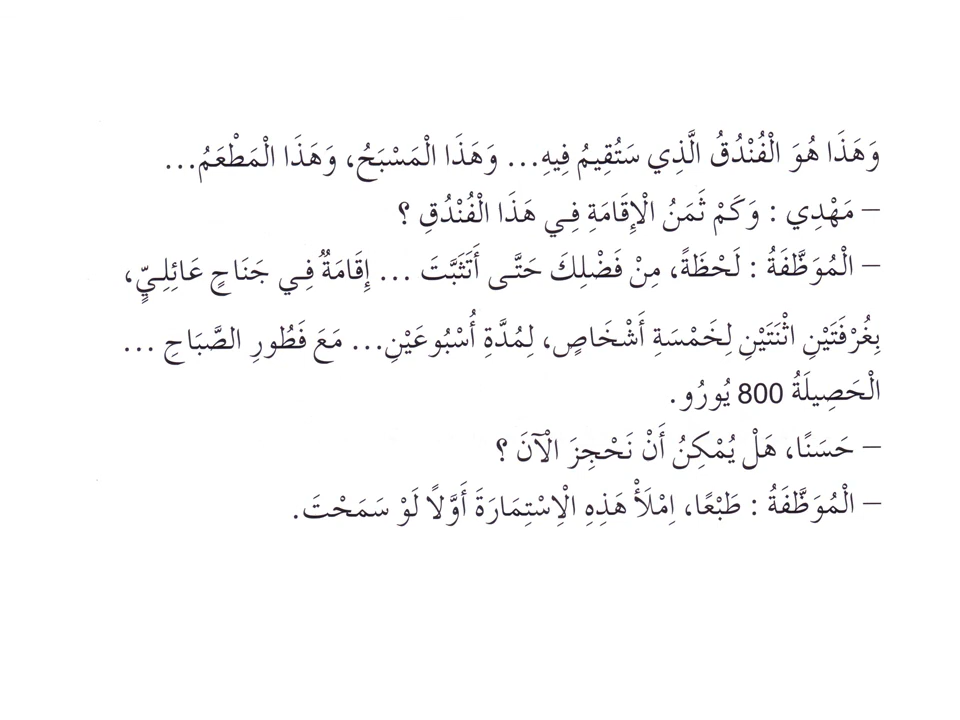 وَهَذَا هُوَ الْفُنْدُقُ الَّذِي سَتُقِيمُ فِيهِ... وَهَذَا الْمَسْبَحُ، وَهَذَا الْمَطْعَمُ...
– مَهْدِي : وَكَمْ ثَمَنُ الْإِقَامَةِ فِي هَذَا الْفُنْدُقِ ؟
– الْمُوَظَّفَةُ : لَحْظَةً، مِنْ فَضْلِكَ حَتَّى أَتَثَبَّتَ ... إِقَامَةٌ فِي جَنَاحٍ عَائِلِيٍّ،
بِغُرْفَتَيْنِ اثْنَتَيْنِ لِخَمْسَةِ أَشْخَاصٍ، لِمُدَّةِ أُسْبُوعَيْنِ... مَعَ فَطُورِ الصَّبَاحِ ...
الْحَصِيلَةُ 800 يُورُو.
– حَسَنًا، هَلْ يُمْكِنُ أَنْ نَحْجِزَ الْآنَ ؟
– الْمُوَظَّفَةُ : طَبْعًا، اِمْلَأْ هَذِهِ الْاِسْتِمَارَةَ أَوَّلًا لَوْ سَمَحْتَ.